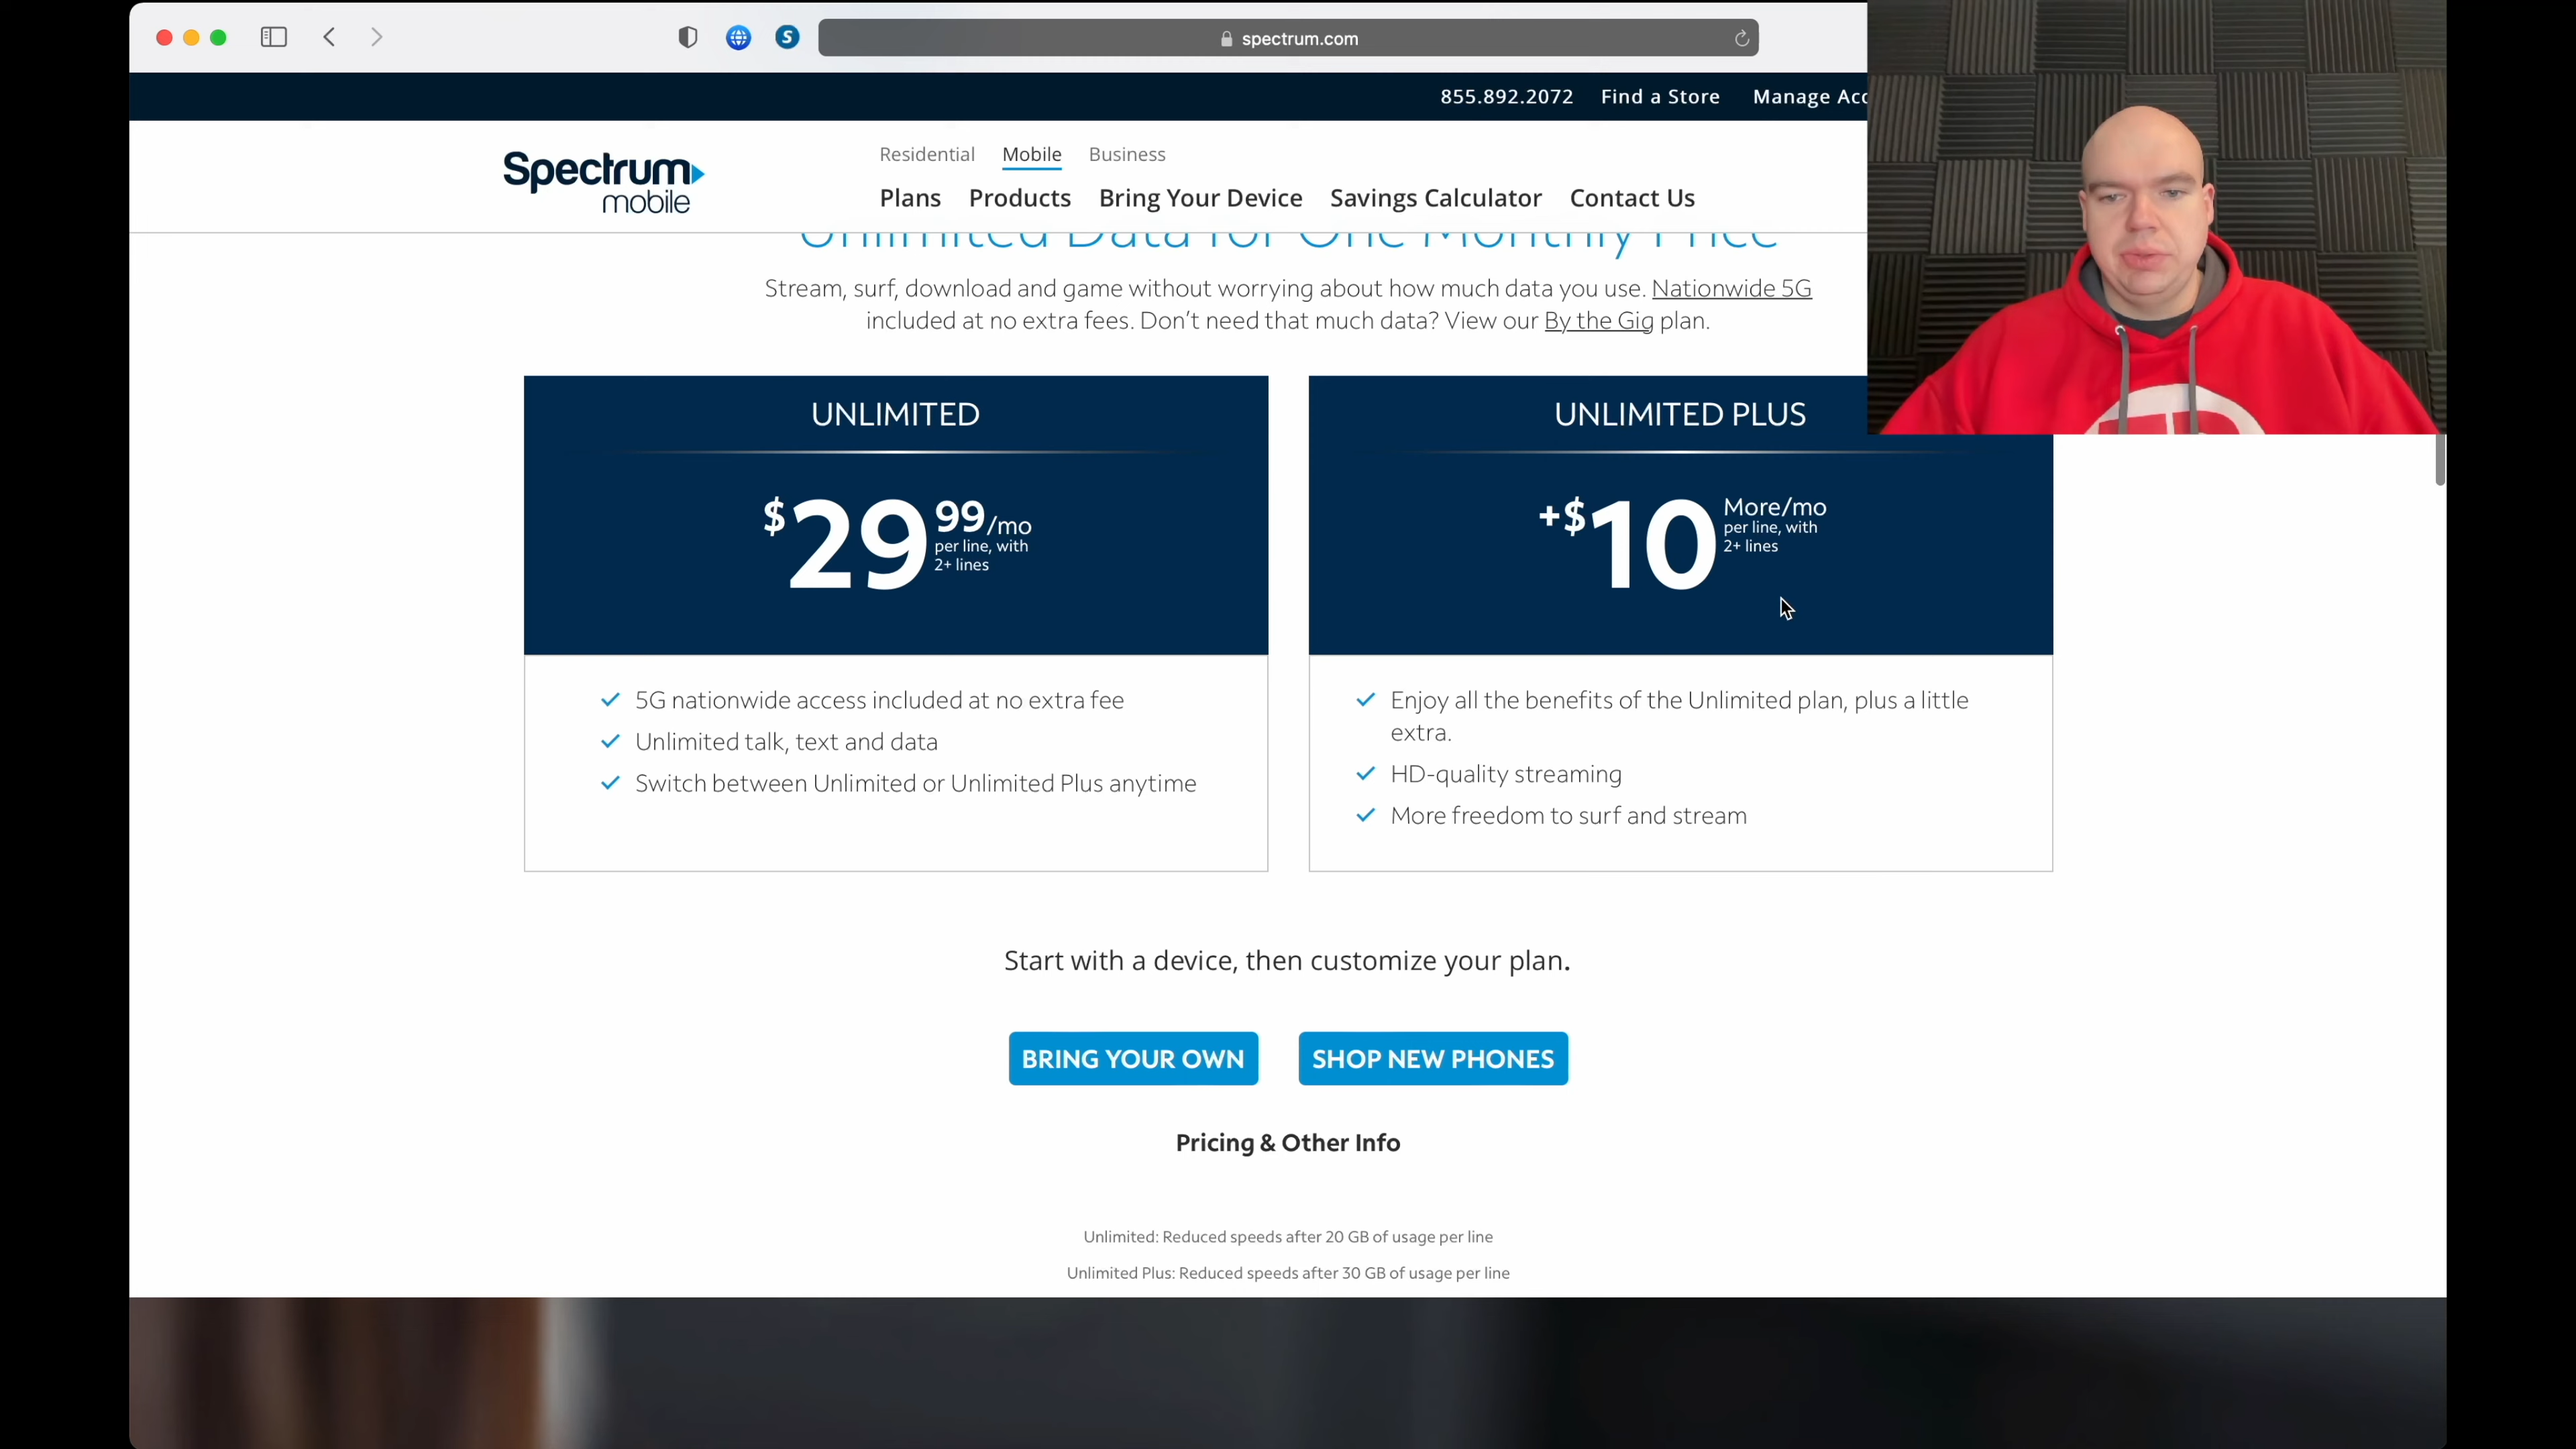 spectrum.com
855.892.2072 Find a Store Manage Acc
Spectrum
mobile
Residential Mobile Business
Plans Products Bring Your Device Savings Calculator Contact Us
Unlimited Data for One Monthly Price
Stream, surf, download and game without worrying about how much data you use. Nationwide 5G
included at no extra fees. Don't need that much data? View our By the Gig plan.
UNLIMITED
$29 99/mo
per line, with
2+ lines
5G nationwide access included at no extra fee
Unlimited talk, text and data
Switch between Unlimited or Unlimited Plus anytime
UNLIMITED PLUS
+$10 More/mo
per line, with
2+ lines
Enjoy all the benefits of the Unlimited plan, plus a little
extra.
HD-quality streaming
More freedom to surf and stream
Start with a device, then customize your plan.
BRING YOUR OWN SHOP NEW PHONES
Pricing & Other Info
Unlimited: Reduced speeds after 20 GB of usage per line
Unlimited Plus: Reduced speeds after 30 GB of usage per line